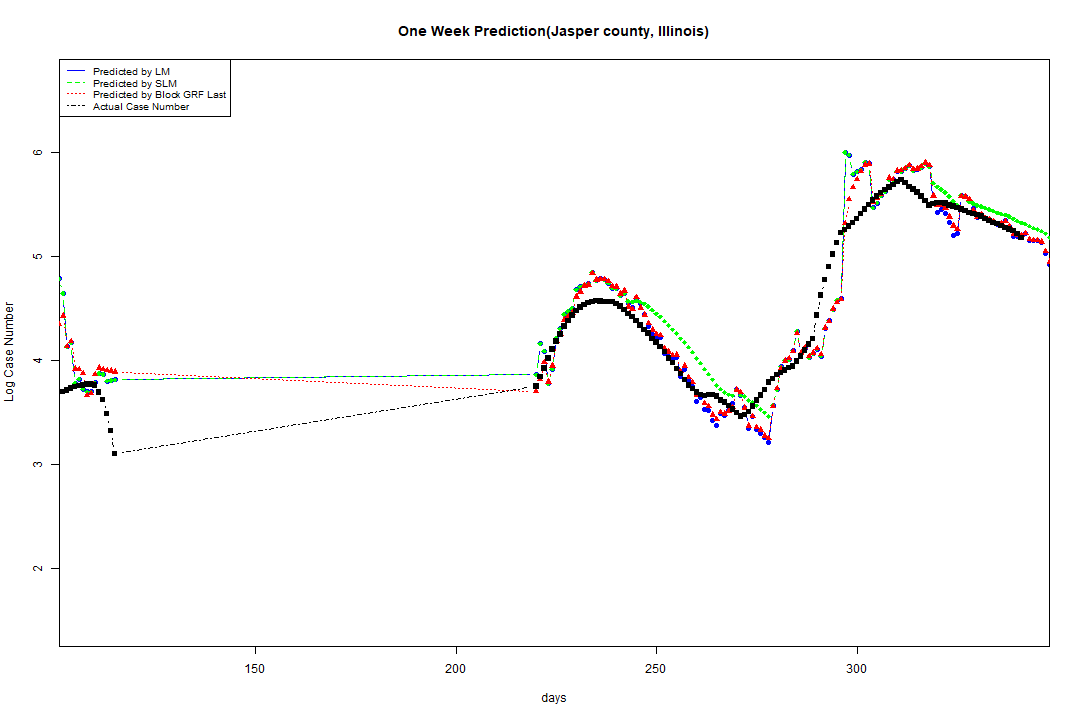 One Week Prediction(Jasper county, Illinois)
Predicted by LM
Predicted by SLM
Predicted by Block GRF Last
Actual Case Number
6
5
4
3
2
Log Case Number
150 200 250 300
days